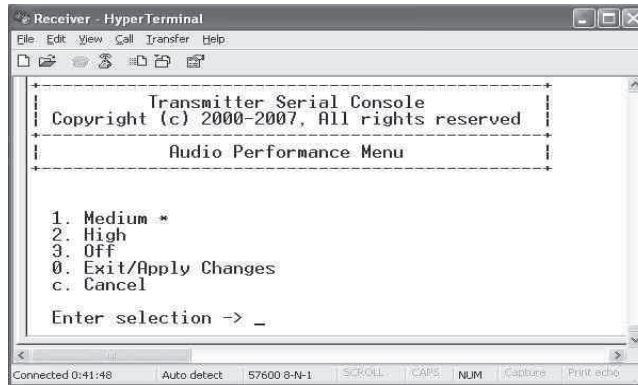 Receiver - HyperTerminal
File Edit View Call Transfer Help
Transmitter Serial Console
Copyright (c) 2000-2007, All rights reserved
Audio Performance Menu
1. Medium *
2. High
3. Off
0. Exit/Apply Changes
c. Cancel
Enter selection -> _
Connected 0:41:48 Auto detect 57600 8-N-1 SCROLL CAPS NUM Capture Print echo